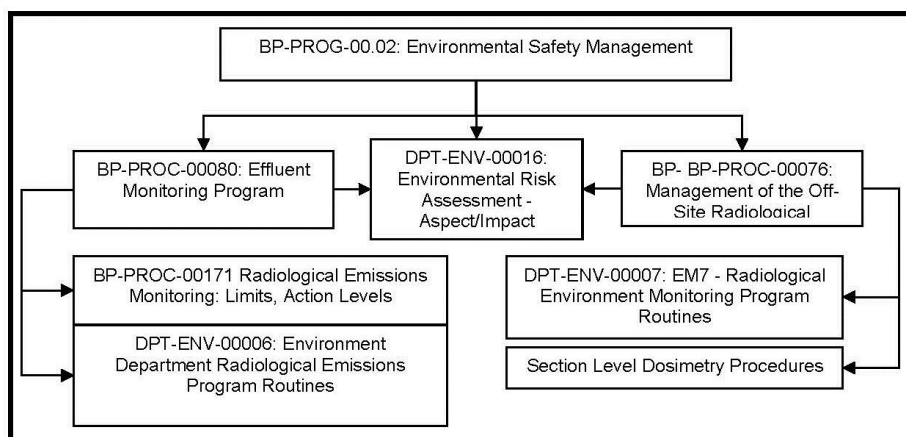 BP-PROG-00.02: Environmental Safety Management
BP-PROC-00080: Effluent
Monitoring Program
DPT-ENV-00016:
Environmental Risk
Assessment -
Aspect/Impact
BP- BP-PROC-00076:
Management of the Off-
Site Radiological
BP-PROC-00171 Radiological Emissions
Monitoring: Limits, Action Levels
DPT-ENV-00006: Environment
Department Radiological Emissions
Program Routines
DPT-ENV-00007: EM7 - Radiological
Environment Monitoring Program
Routines
Section Level Dosimetry Procedures